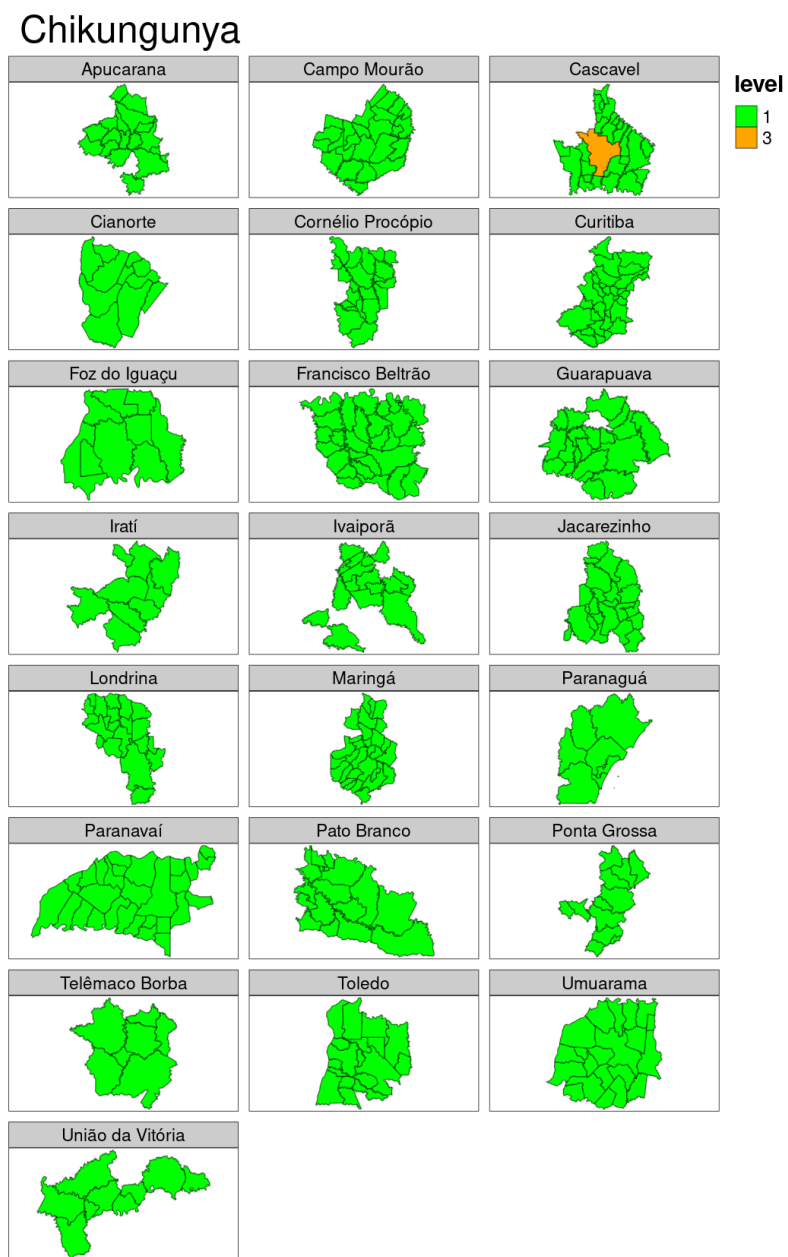 Chikungunya
Apucarana
Campo Mourão
Cascavel
level
1
3
Cianorte
Cornélio Procópio
Curitiba
Foz do Iguaçu
Francisco Beltrão
Guarapuava
Iratí
Ivaiporã
Jacarezinho
Londrina
Maringá
Paranaguá
Paranavaí
Pato Branco
Ponta Grossa
Telêmaco Borba
Toledo
Umuarama
União da Vitória